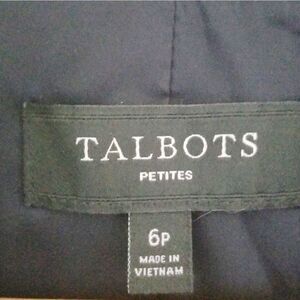 TALBOTS
PETITES
6P
MADE IN
VIETNAM